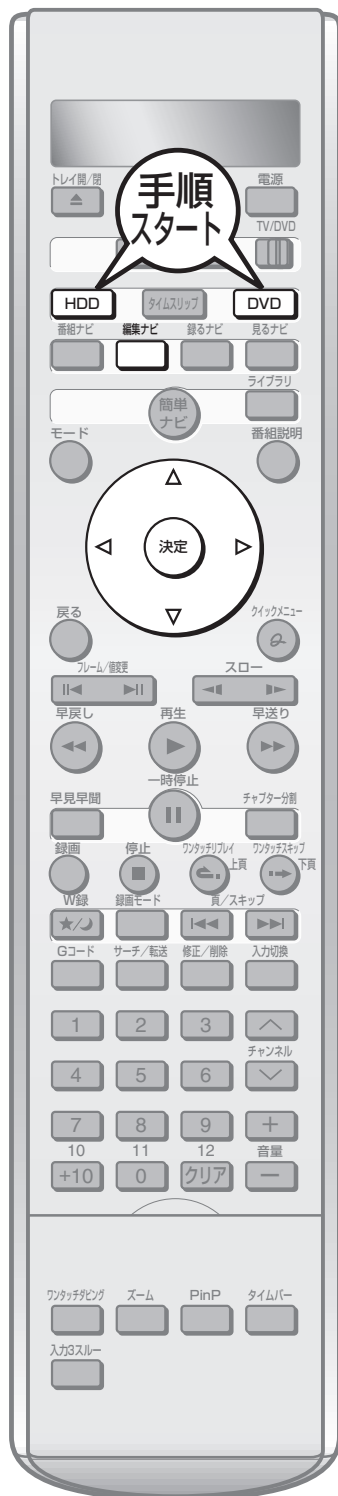 トレイ開/閉
手順
スタート
電源
TV/DVD
HDD
タイムスリップ
DVD
番組ナビ 編集ナビ 録るナビ 見るナビ
ライブラリ
簡単
ナビ
モード
番組説明
決定
戻る
クイックメニュー
フレーム/値変更
スロー
早戻し 再生 早送り
一時停止
早見早聞
チャプター分割
録画 停止 ワンタッチリプレイ ワンタッチスキップ
上頁 下頁
W録 録画モード 頁/スキップ
Gコード サーチ/転送 修正/削除 入力切換
1 2 3
チャンネル
4 5 6
7 8 9 +
10 11 12 音量
+10 0 クリア −
ワンタッチダビング ズーム PinP タイムバー
入力3スルー